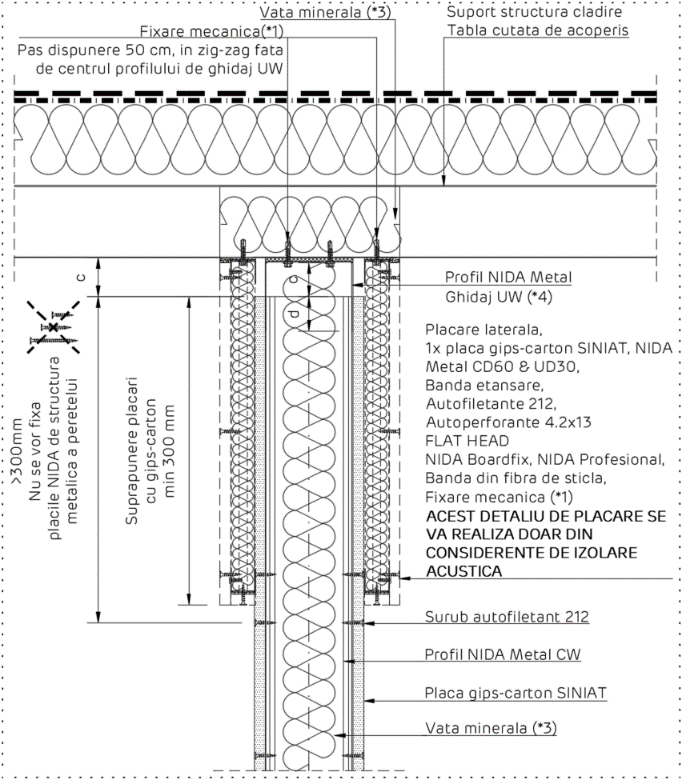 Vata minerala (*3)
Fixare mecanica(*1)
Pas dispunere 50 cm, in zig-zag fata
de centrul profilului de ghidaj UW
Suport structura cladire
Tabla cutata de acoperis
c
a
d
Profil NIDA Metal
Ghidaj UW (*4)
>300mm
Nu se vor fixa
placile NIDA de structura
metalica a peretelui
Suprapunere placari
cu gips-carton
min 300 mm
Placare laterala,
1x placa gips-carton SINIAT, NIDA
Metal CD60 & UD30,
Banda etansare,
Autofiletante 212,
Autoperforante 4.2x13
FLAT HEAD
NIDA Boardfix, NIDA Profesional,
Banda din fibra de sticla,
Fixare mecanica (*1)
ACEST DETALIU DE PLACARE SE
VA REALIZA DOAR DIN
CONSIDERENTE DE IZOLARE
ACUSTICA
Surub autofiletant 212
Profil NIDA Metal CW
Placa gips-carton SINIAT
Vata minerala (*3)